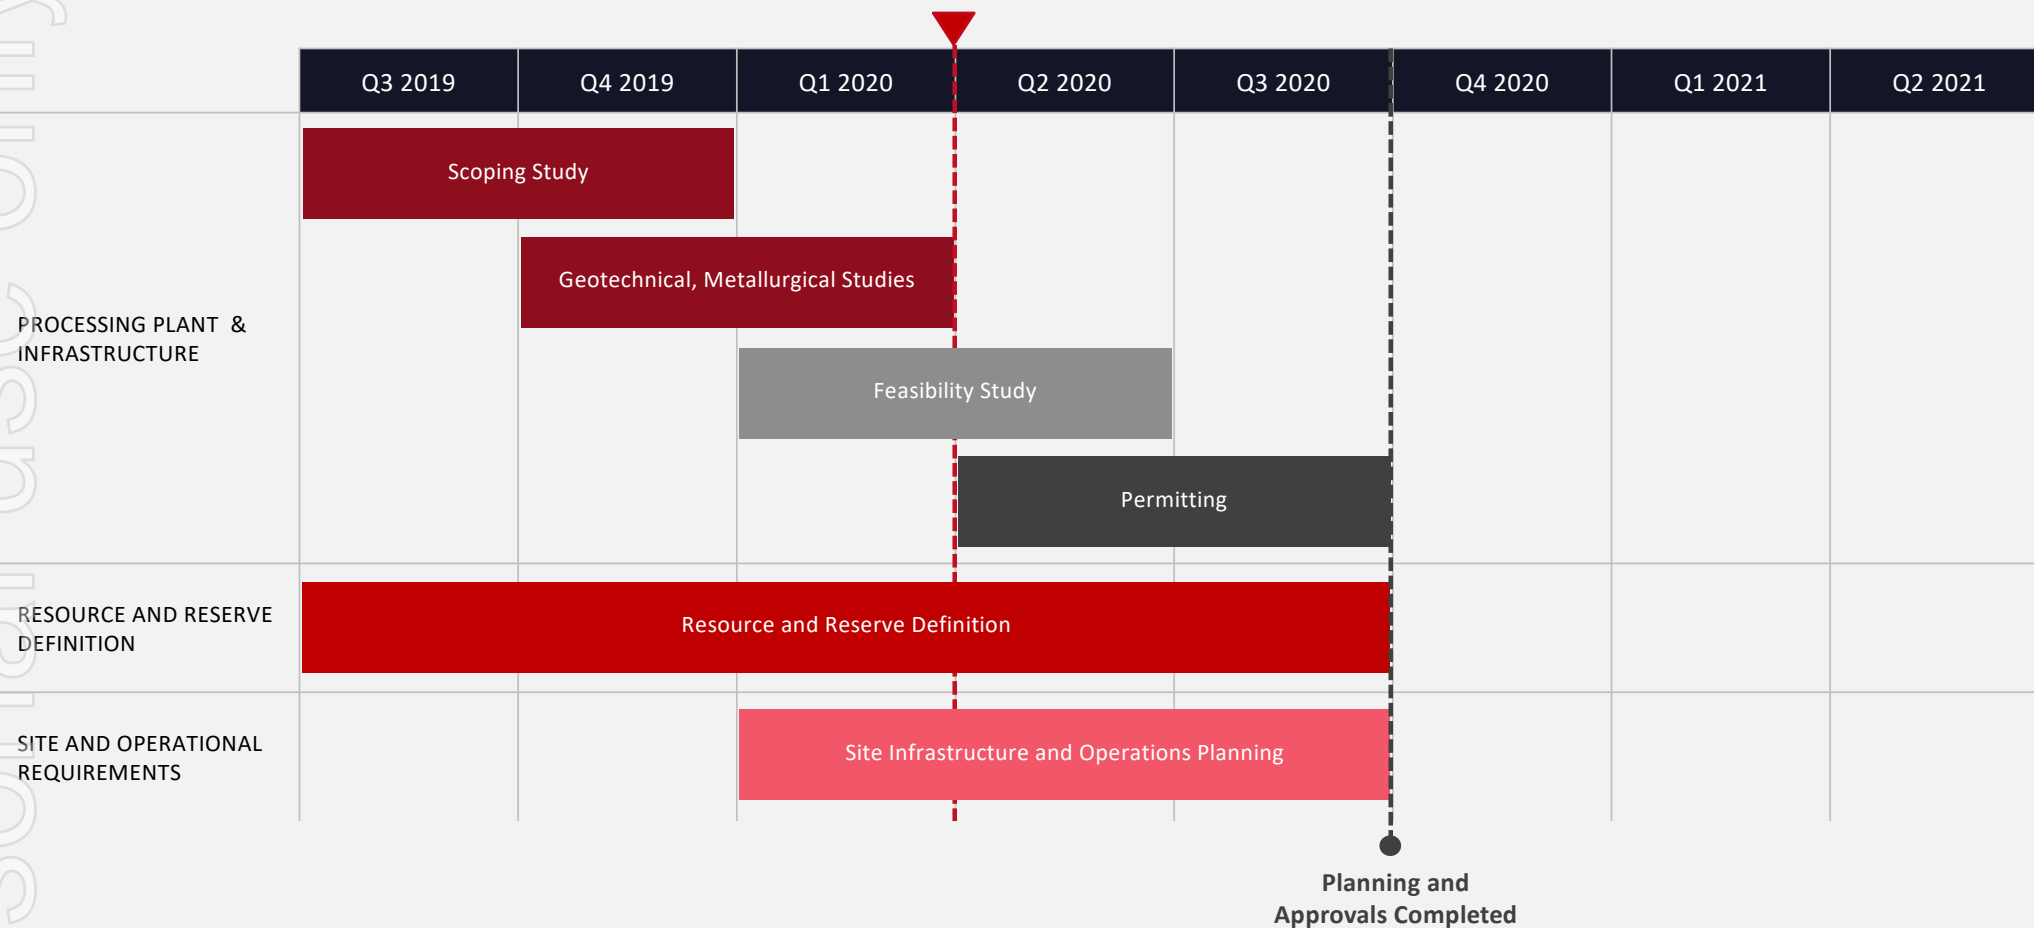 Q3 2019 Q4 2019 Q1 2020 Q2 2020 Q3 2020 Q4 2020 Q1 2021 Q2 2021
Scoping Study
Geotechnical, Metallurgical Studies
PROCESSING PLANT &
INFRASTRUCTURE
Feasibility Study
Permitting
RESOURCE AND RESERVE
DEFINITION
Resource and Reserve Definition
SITE AND OPERATIONAL
REQUIREMENTS
Site Infrastructure and Operations Planning
Planning and
Approvals Completed